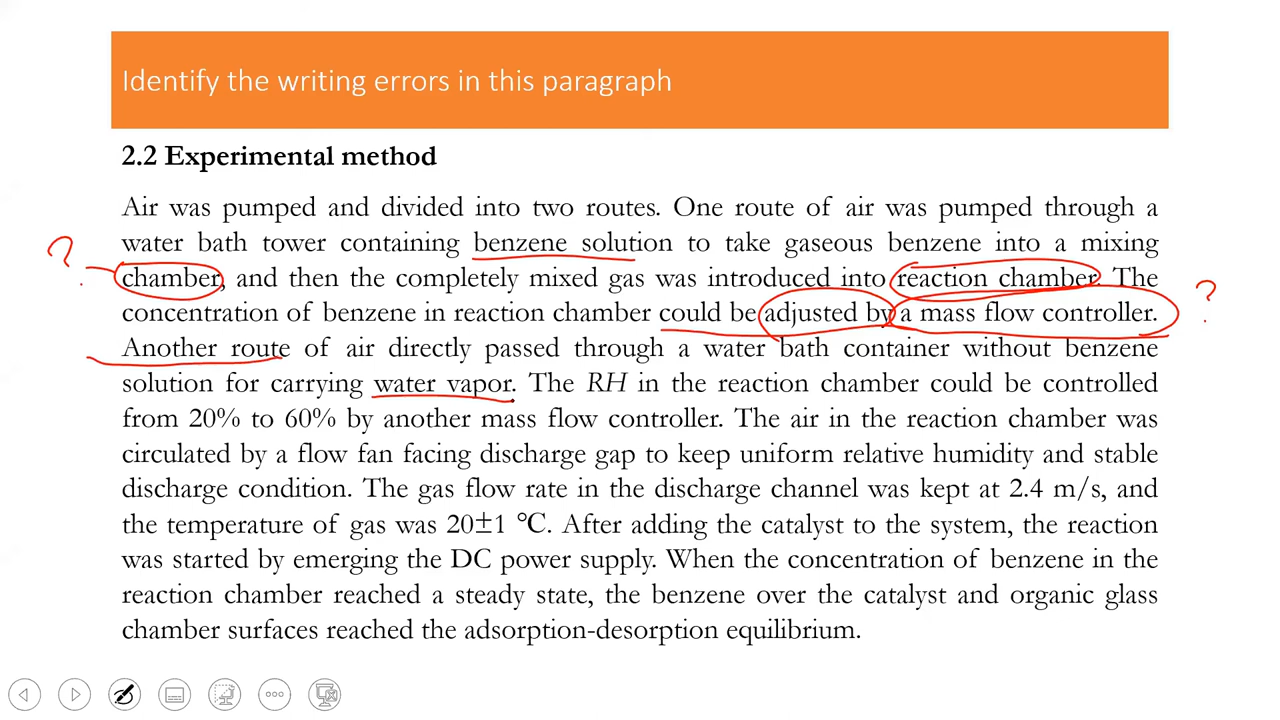 Identify the writing errors in this paragraph
2.2 Experimental method
Air was pumped and divided into two routes. One route of air was pumped through a
water bath tower containing benzene solution to take gaseous benzene into a mixing
?
chamber, and then the completely mixed gas was introduced into reaction chamber. The
concentration of benzene in reaction chamber could be adjusted by a mass flow controller.
?
Another route of air directly passed through a water bath container without benzene
solution for carrying water vapor. The RH in the reaction chamber could be controlled
from 20% to 60% by another mass flow controller. The air in the reaction chamber was
circulated by a flow fan facing discharge gap to keep uniform relative humidity and stable
discharge condition. The gas flow rate in the discharge channel was kept at 2.4 m/s, and
the temperature of gas was 20±1 °C. After adding the catalyst to the system, the reaction
was started by emerging the DC power supply. When the concentration of benzene in the
reaction chamber reached a steady state, the benzene over the catalyst and organic glass
chamber surfaces reached the adsorption-desorption equilibrium.